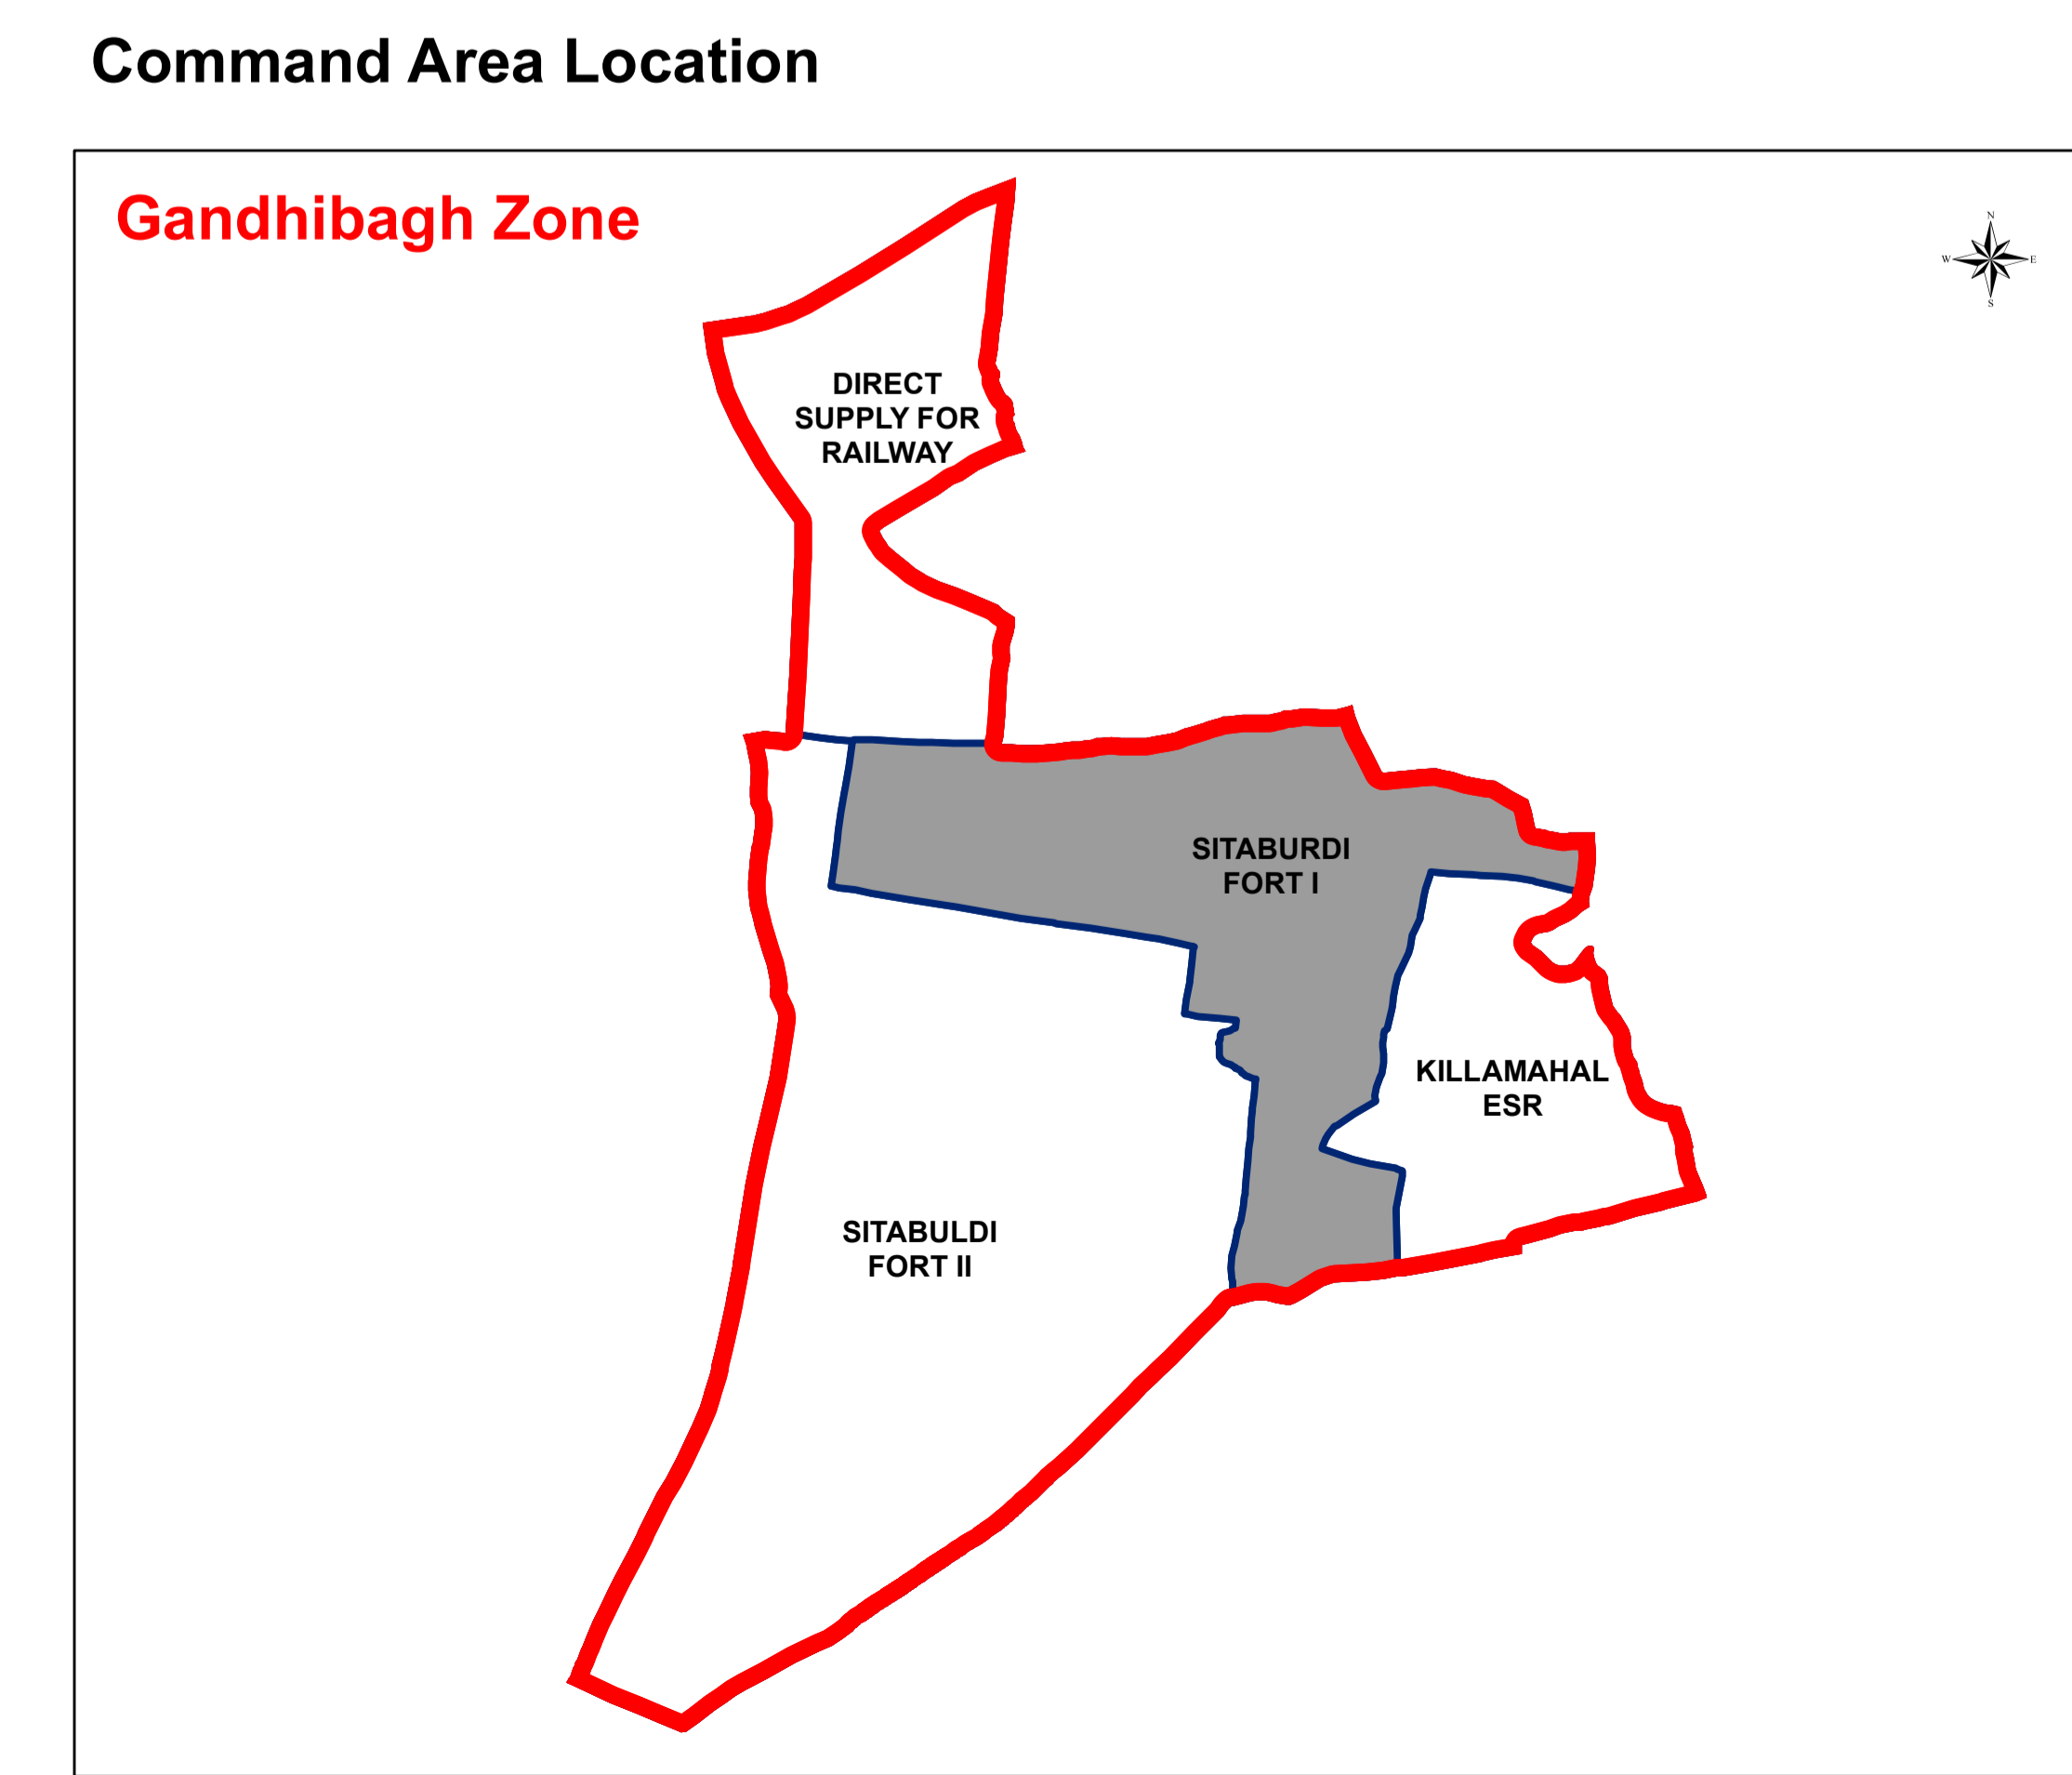 Command Area Location
Gandhibagh Zone
N
W E
S
DIRECT
SUPPLY FOR
RAILWAY
SITABURDI
FORT I
KILLAMAHAL
ESR
SITABULDI
FORT II